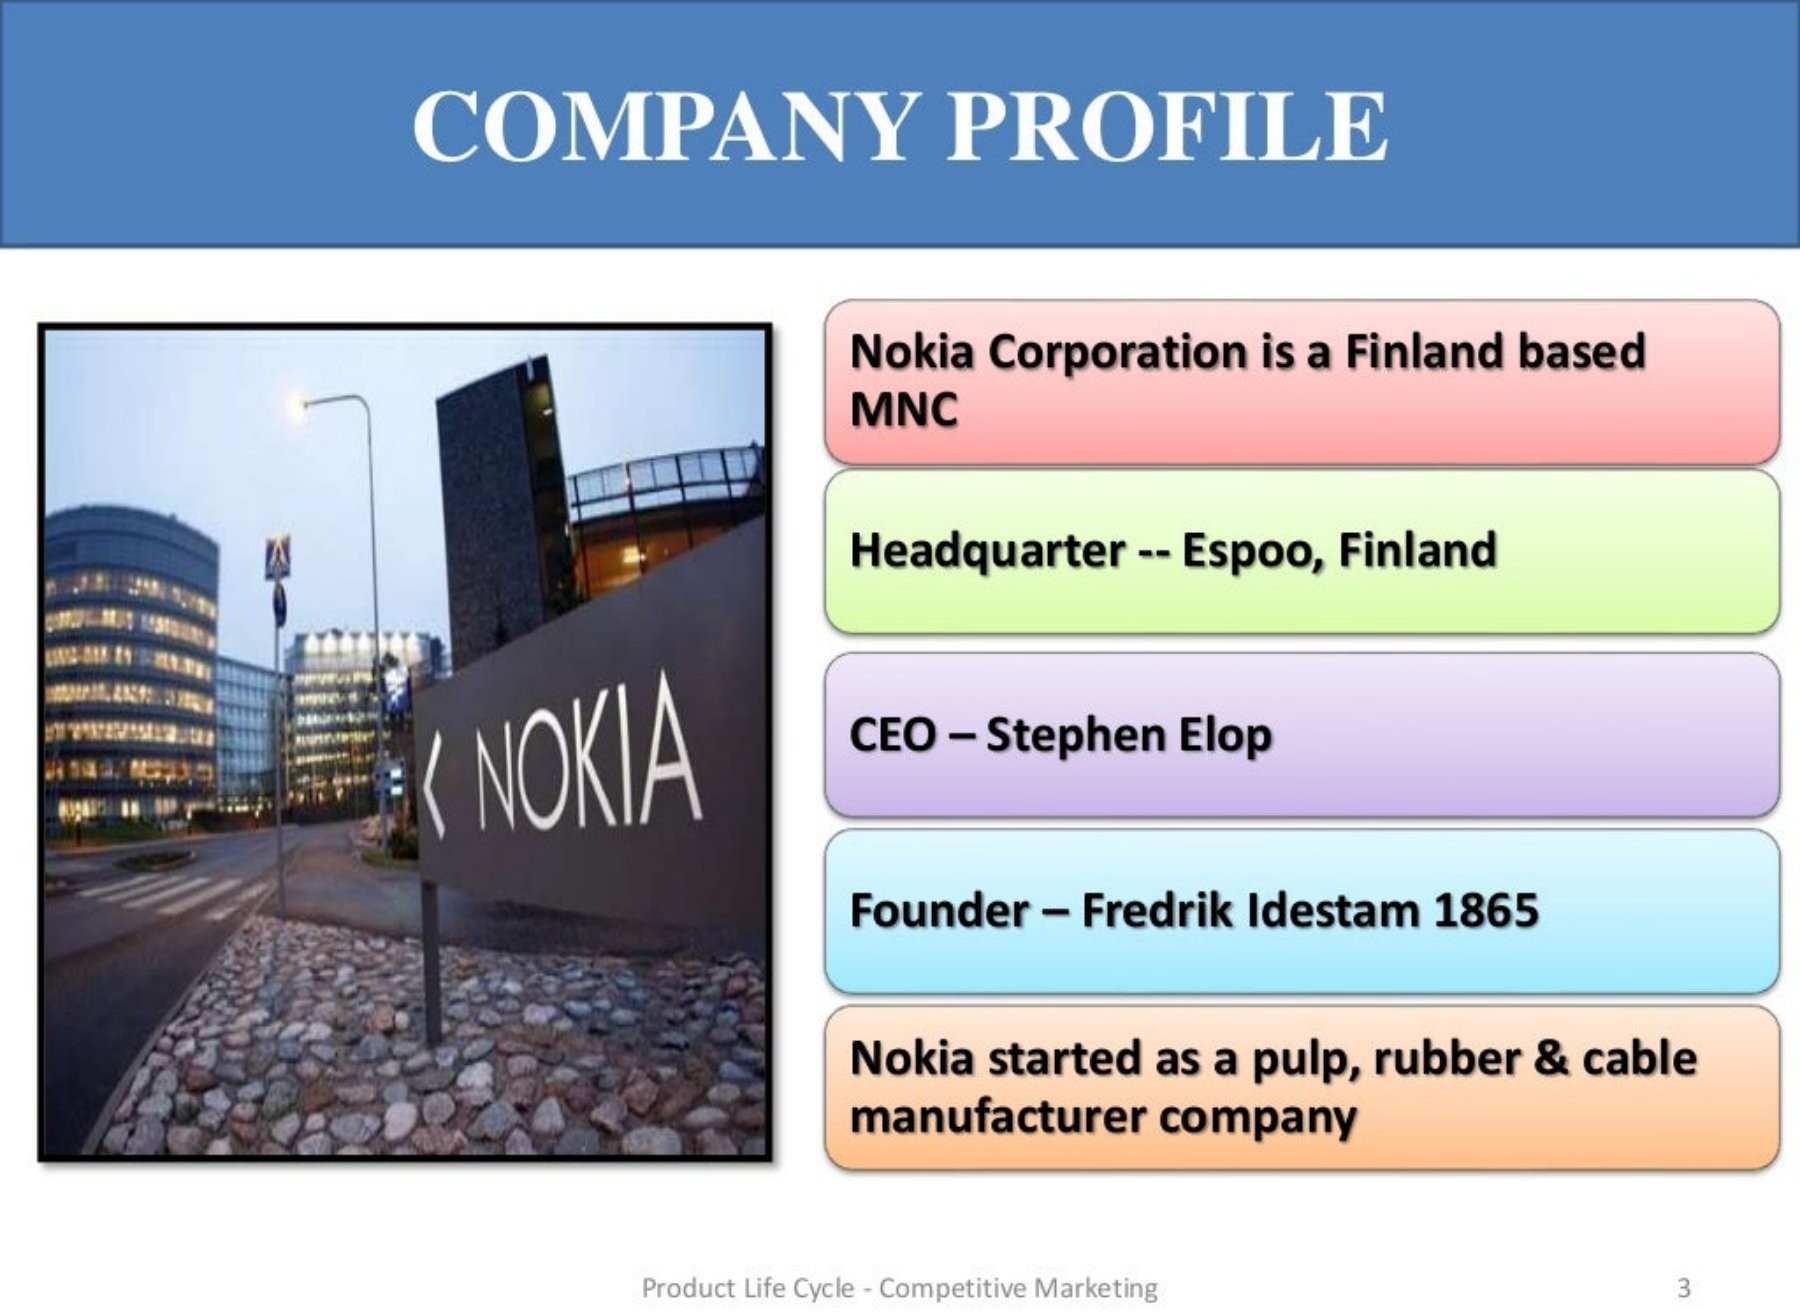 COMPANY PROFILE
< NOKIA
Nokia Corporation is a Finland based
MNC
Headquarter -- Espoo, Finland
CEO – Stephen Elop
Founder – Fredrik Idestam 1865
Nokia started as a pulp, rubber & cable
manufacturer company
Product Life Cycle - Competitive Marketing
3